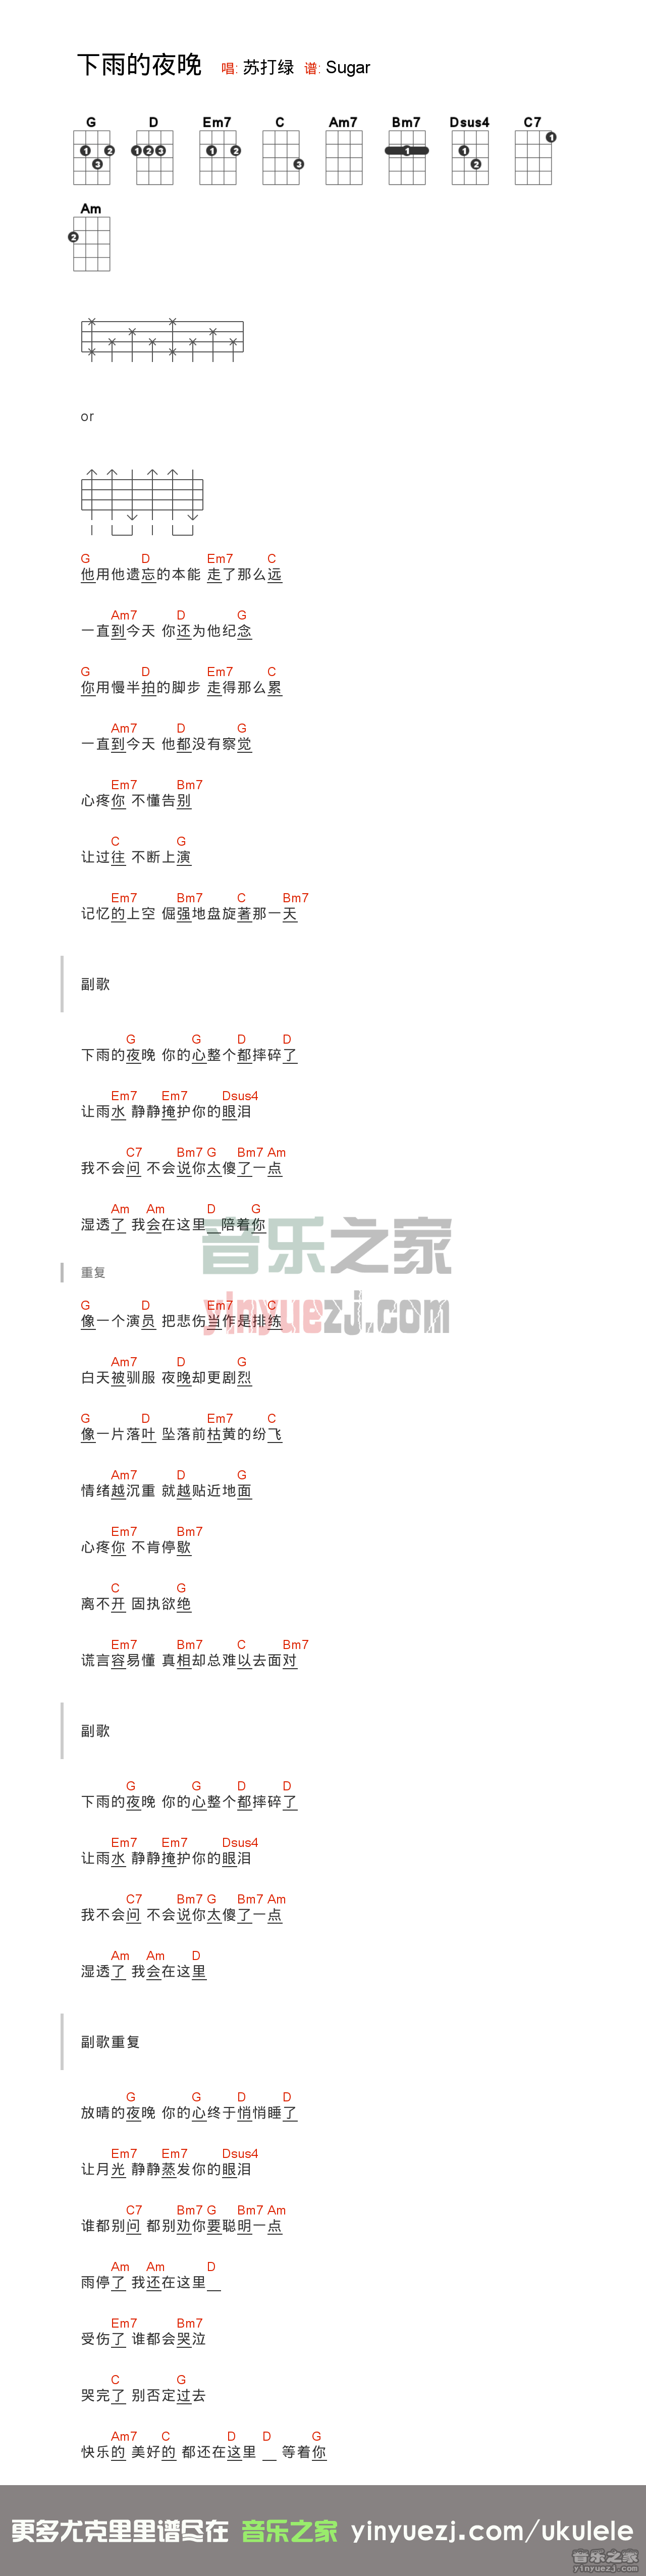 下雨的夜晚 唱: 苏打绿 谱: Sugar
G D Em7 C Am7 Bm7 Dsus4 C7
1 2 3 1 2 3 1 2 3 1 1 2 1
Am
2
or
G D Em7 C
他用他遗忘的本能 走了那么远
Am7 D G
一直到今天 你还为他纪念
G D Em7 C
你用慢半拍的脚步 走得那么累
Am7 D G
一直到今天 他都没有察觉
Em7 Bm7
心疼你 不懂告别
C G
让过往 不断上演
Em7 Bm7 C Bm7
记忆的上空 倔强地盘旋著那一天
副歌
G G D D
下雨的夜晚 你的心整个都摔碎了
Em7 Em7 Dsus4
让雨水 静静掩护你的眼泪
C7 Bm7 G Bm7 Am
我不会问 不会说你太傻了一点
Am Am D G
湿透了 我会在这里__陪着你
音乐之家
yinyuezj.com
重复
G D Em7 C
像一个演员 把悲伤当作是排练
Am7 D G
白天被驯服 夜晚却更剧烈
G D Em7 C
像一片落叶 坠落前枯黄的纷飞
Am7 D G
情绪越沉重 就越贴近地面
Em7 Bm7
心疼你 不肯停歇
C G
离不开 固执欲绝
Em7 Bm7 C Bm7
谎言容易懂 真相却总难以去面对
副歌
G G D D
下雨的夜晚 你的心整个都摔碎了
Em7 Em7 Dsus4
让雨水 静静掩护你的眼泪
C7 Bm7 G Bm7 Am
我不会问 不会说你太傻了一点
Am Am D
湿透了 我会在这里
副歌重复
G G D D
放晴的夜晚 你的心终于悄悄睡了
Em7 Em7 Dsus4
让月光 静静蒸发你的眼泪
C7 Bm7 G Bm7 Am
谁都别问 都别劝你要聪明一点
Am Am D
雨停了 我还在这里__
Em7 Bm7
受伤了 谁都会哭泣
C G
哭完了 别否定过去
Am7 C D D G
快乐的 美好的 都还在这里 __ 等着你
更多尤克里里谱尽在 音乐之家 yinyuezj.com/ukulele
音乐之家
yinyuezj.com